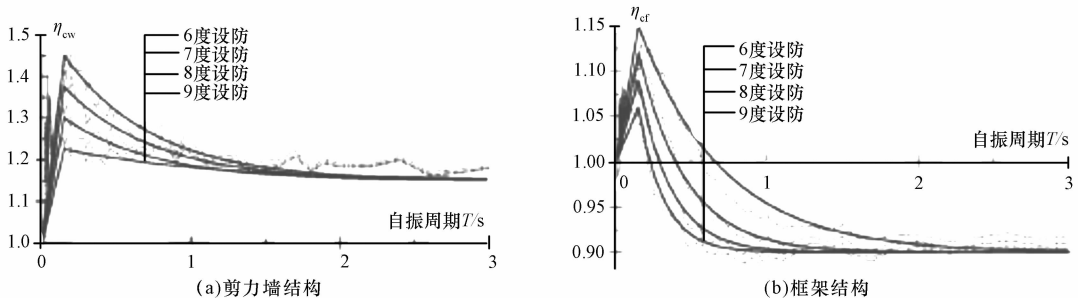 η_cw
1.5
1.4
1.3
1.2
1.1
1.0
6度设防
7度设防
8度设防
9度设防
自振周期T/s
0
1
2
3
(a)剪力墙结构
η_cf
1.15
1.10
1.05
1.00
0.95
0.90
6度设防
7度设防
8度设防
9度设防
自振周期T/s
0
1
2
3
(b)框架结构